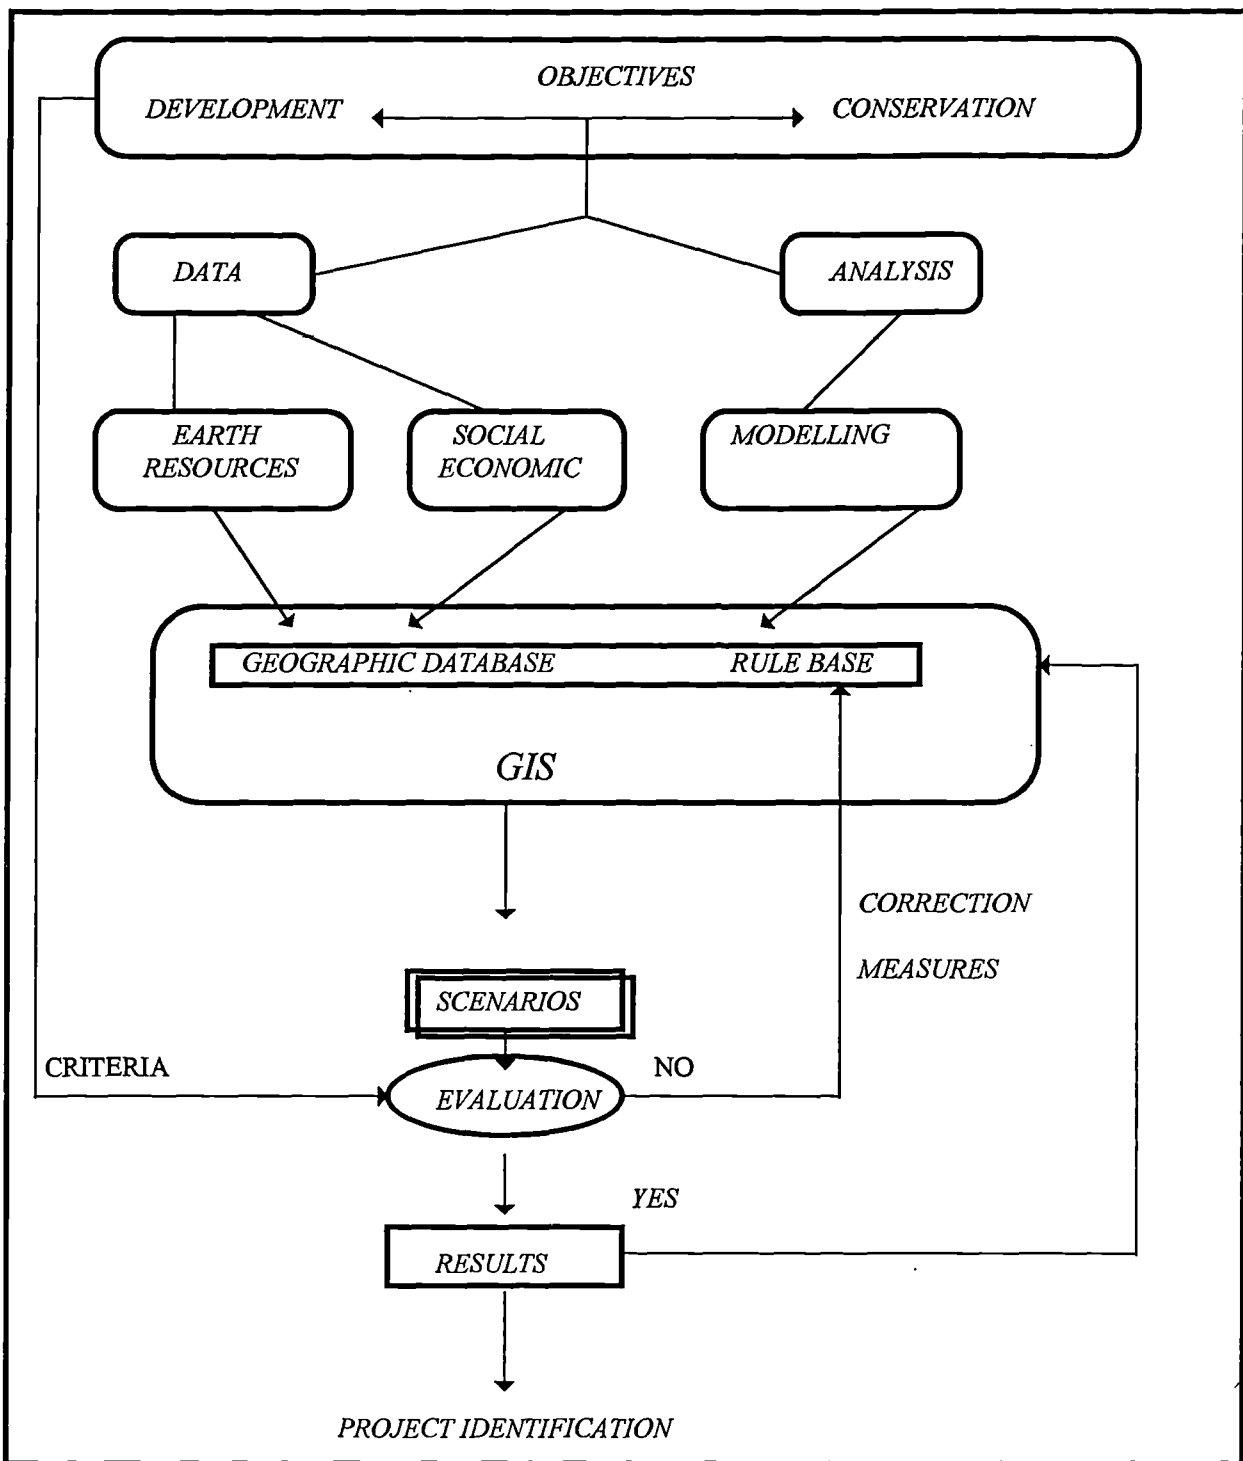 OBJECTIVES
DEVELOPMENT
CONSERVATION
DATA
ANALYSIS
EARTH
RESOURCES
SOCIAL
ECONOMIC
MODELLING
GEOGRAPHIC DATABASE
RULE BASE
GIS
CORRECTION
MEASURES
SCENARIOS
CRITERIA
EVALUATION
NO
YES
RESULTS
PROJECT IDENTIFICATION